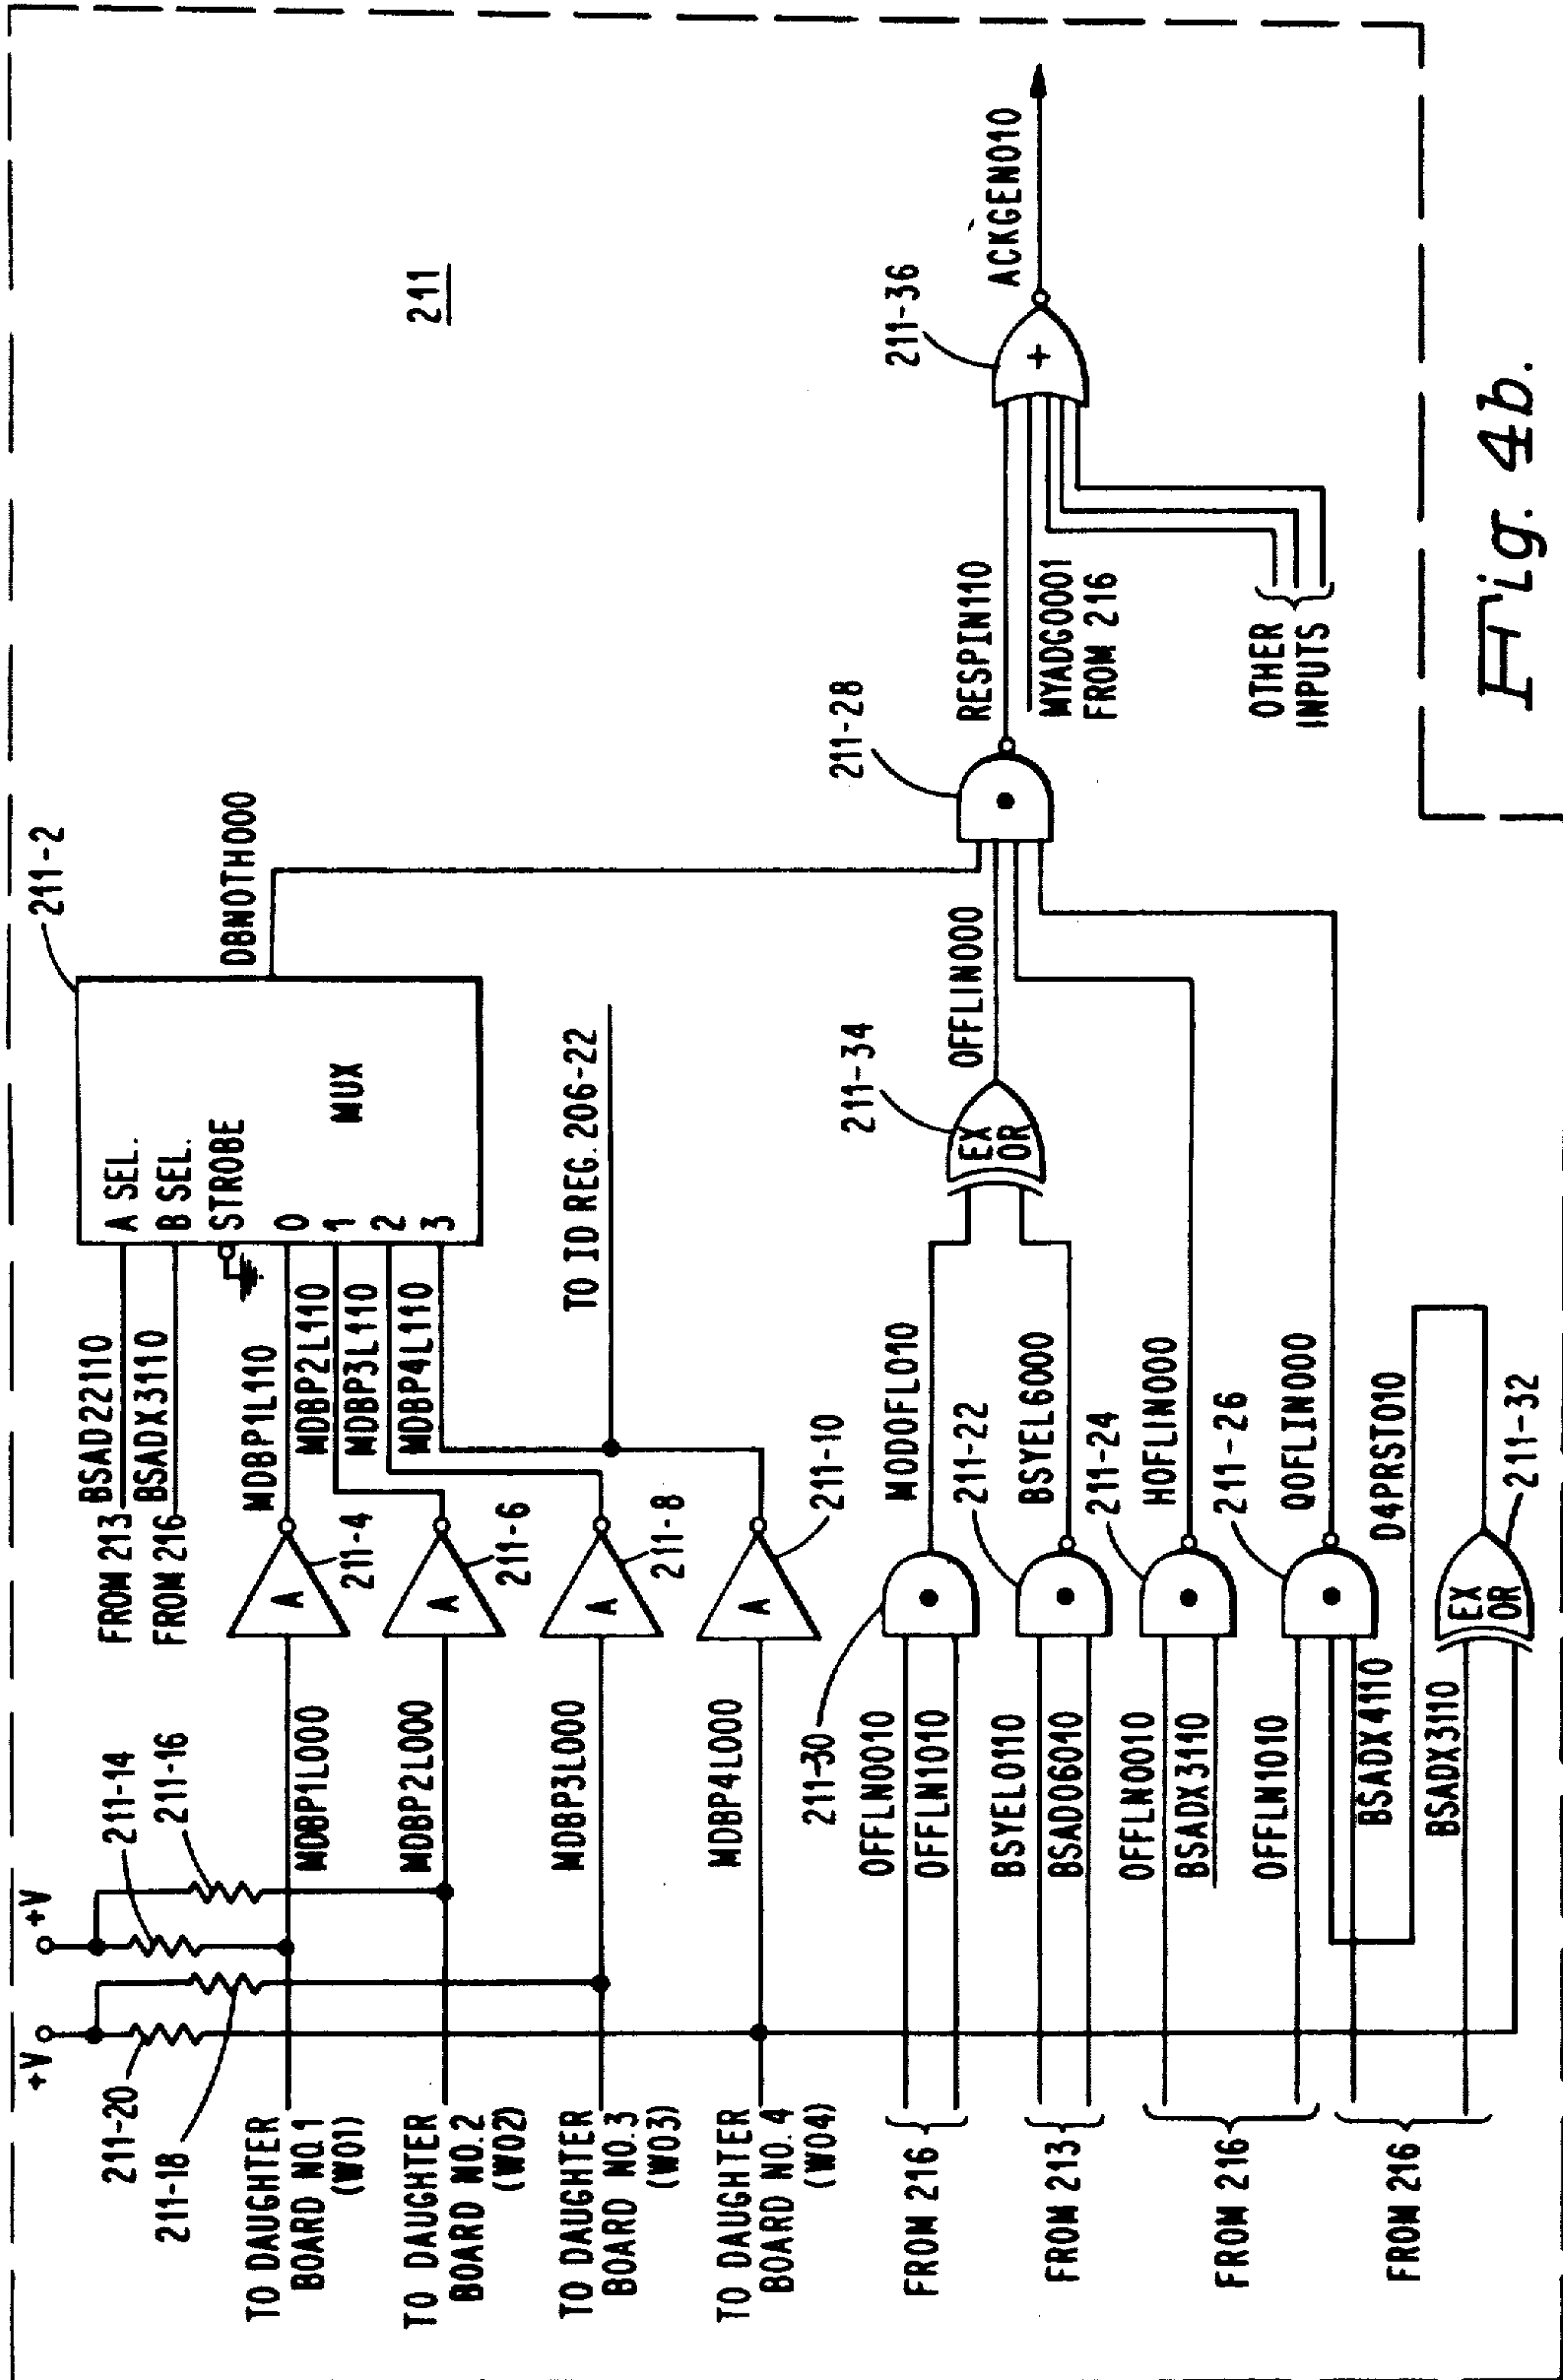 +V
+V
211-20
211-18
211-14
211-16
TO DAUGHTER
BOARD NO.1
(W01)
TO DAUGHTER
BOARD NO.2
(W02)
TO DAUGHTER
BOARD NO.3
(W03)
TO DAUGHTER
BOARD NO.4
(W04)
MDBP1L000
MDBP2L000
MDBP3L000
MDBP4L000
A
A
A
A
211-4
211-6
211-8
211-10
FROM 213
FROM 216
BSAD22110
BSADX3110
MDBP1L110
MDBP2L110
MDBP3L110
MDBP4L110
A SEL.
B SEL.
STROBE
0
1
2
3
MUX
211-2
DBNOTH000
TO ID REG. 206-22
211
FROM 216
FROM 213
FROM 216
FROM 216
211-30
OFFLN0010
OFFLN1010
BSYEL0110
BSAD06010
OFFLN0010
BSADX3110
OFFLN1010
BSADX4110
BSADX3110
MODOFL010
211-22
BSYEL6000
211-24
HOFLIN000
211-26
QOFLIN000
D4PRST010
EX
OR
211-32
EX
OR
211-34
OFFLIN000
211-28
RESPIN110
MYADG0001
FROM 216
OTHER
INPUTS
+
211-36
ACKGEN010
Fig. 4b.